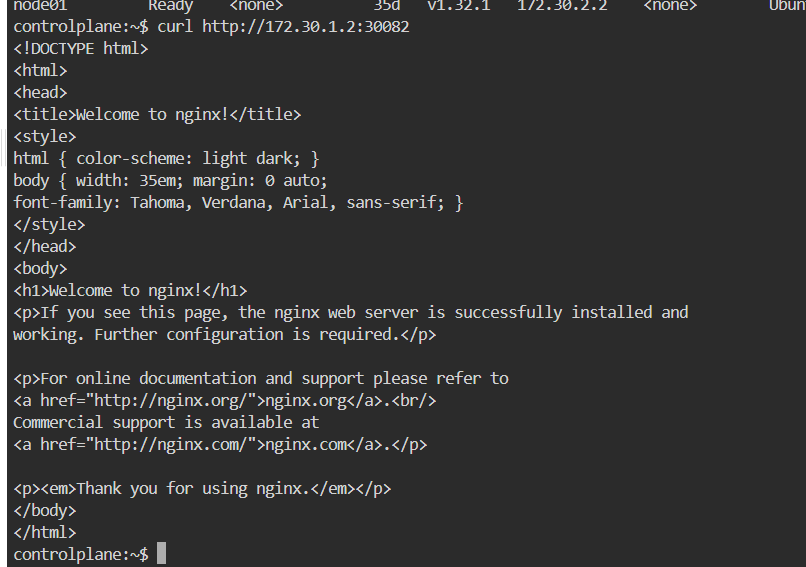 node01         Ready    <none>          35d   v1.32.1   172.30.2.2    <none>        Ubun
controlplane:~$ curl http://172.30.1.2:30082
<!DOCTYPE html>
<html>
<head>
<title>Welcome to nginx!</title>
<style>
html { color-scheme: light dark; }
body { width: 35em; margin: 0 auto;
font-family: Tahoma, Verdana, Arial, sans-serif; }
</style>
</head>
<body>
<h1>Welcome to nginx!</h1>
<p>If you see this page, the nginx web server is successfully installed and
working. Further configuration is required.</p>

<p>For online documentation and support please refer to
<a href="http://nginx.org/">nginx.org</a>.<br/>
Commercial support is available at
<a href="http://nginx.com/">nginx.com</a>.</p>

<p><em>Thank you for using nginx.</em></p>
</body>
</html>
controlplane:~$